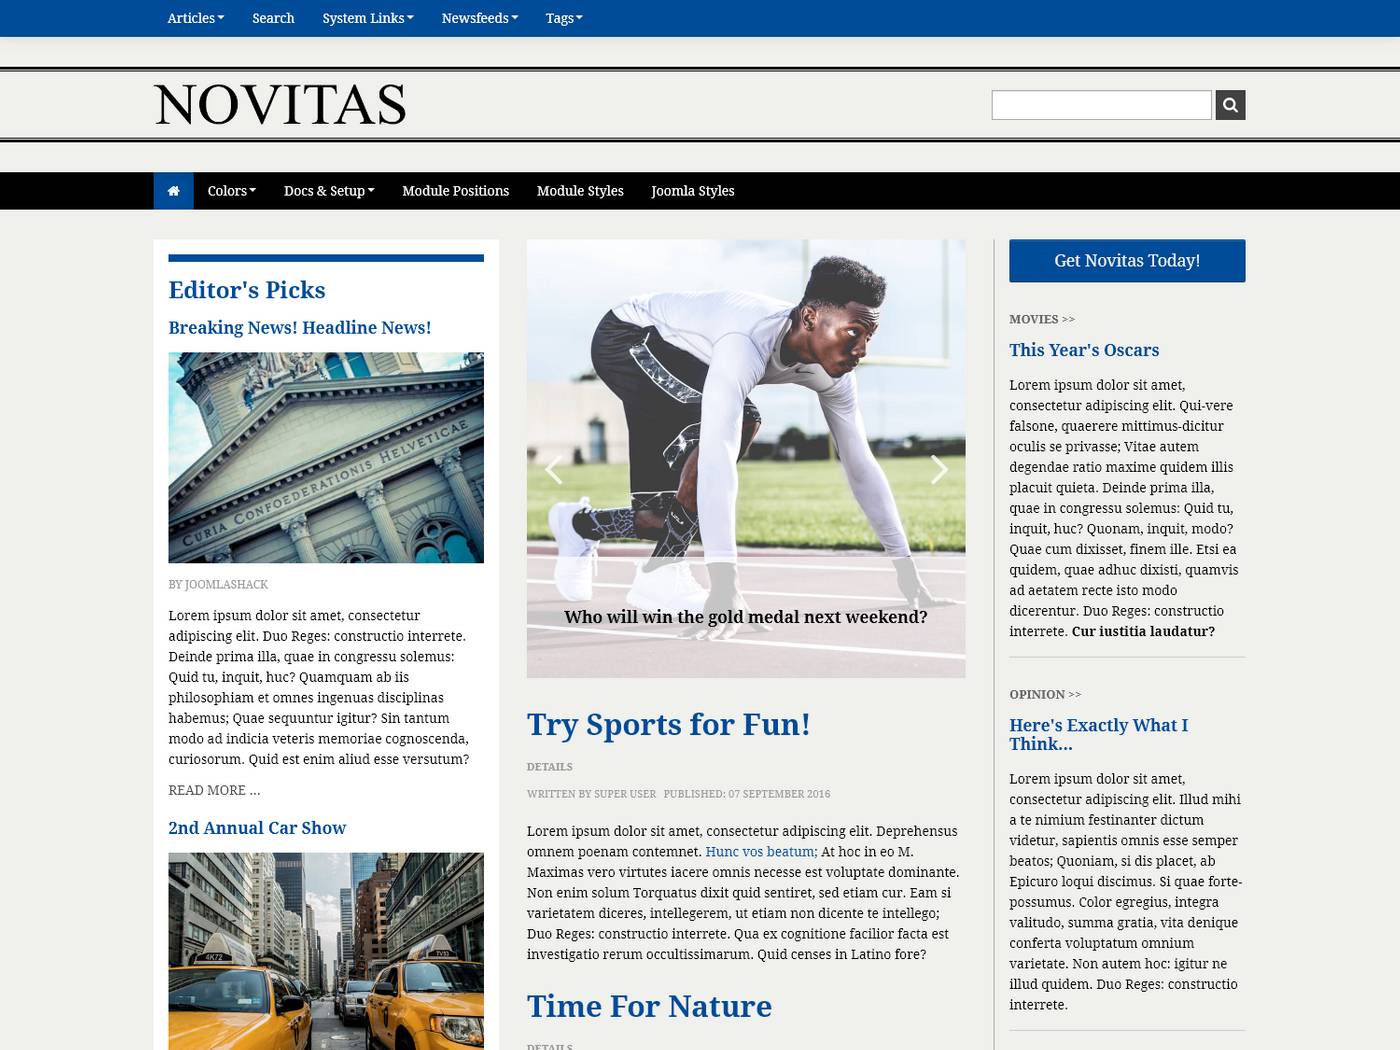 Articles Search System Links Newsfeeds Tags
NOVITAS
Colors Docs & Setup Module Positions Module Styles Joomla Styles
Editor's Picks
Breaking News! Headline News!
CURIA CONFOEDERATIONIS HELVETICAE
BY JOOMLASHACK
Lorem ipsum dolor sit amet, consectetur
adipiscing elit. Duo Reges: constructio interrete.
Deinde prima illa, quae in congressu solemus:
Quid tu, inquit, huc? Quamquam ab iis
philosophiam et omnes ingenuas disciplinas
habemus; Quae sequuntur igitur? Sin tantum
modo ad indicia veteris memoriae cognoscenda,
curiosorum. Quid est enim aliud esse versutum?
READ MORE ...
2nd Annual Car Show
4K72
Who will win the gold medal next weekend?
Try Sports for Fun!
DETAILS
WRITTEN BY SUPER USER PUBLISHED: 07 SEPTEMBER 2016
Lorem ipsum dolor sit amet, consectetur adipiscing elit. Deprehensus
omnem poenam contemnet. Hunc vos beatum; At hoc in eo M.
Maximas vero virtutes iacere omnis necesse est voluptate dominante.
Non enim solum Torquatus dixit quid sentiret, sed etiam cur. Eam si
varietatem diceres, intellegerem, ut etiam non dicente te intellego;
Duo Reges: constructio interrete. Qua ex cognitione facilior facta est
investigatio rerum occultissimarum. Quid censes in Latino fore?
Time For Nature
DETAILS
Get Novitas Today!
MOVIES >>
This Year's Oscars
Lorem ipsum dolor sit amet,
consectetur adipiscing elit. Qui-vere
falsone, quaerere mittimus-dicitur
oculis se privasse; Vitae autem
degendae ratio maxime quidem illis
placuit quieta. Deinde prima illa,
quae in congressu solemus: Quid tu,
inquit, huc? Quonam, inquit, modo?
Quae cum dixisset, finem ille. Etsi ea
quidem, quae adhuc dixisti, quamvis
ad aetatem recte isto modo
dicerentur. Duo Reges: constructio
interrete. Cur iustitia laudatur?
OPINION >>
Here's Exactly What I
Think...
Lorem ipsum dolor sit amet,
consectetur adipiscing elit. Illud mihi
a te nimium festinanter dictum
videtur, sapientis omnis esse semper
beatos; Quoniam, si dis placet, ab
Epicuro loqui discimus. Si quae forte-
possumus. Color egregius, integra
valitudo, summa gratia, vita denique
conferta voluptatum omnium
varietate. Non autem hoc: igitur ne
illud quidem. Duo Reges: constructio
interrete.